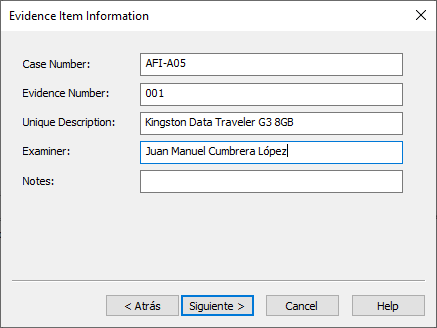 Evidence Item Information
Case Number: AFI-A05
Evidence Number: 001
Unique Description: Kingston Data Traveler G3 8GB
Examiner: Juan Manuel Cumbrera López
Notes:
< Atrás Siguiente > Cancel Help